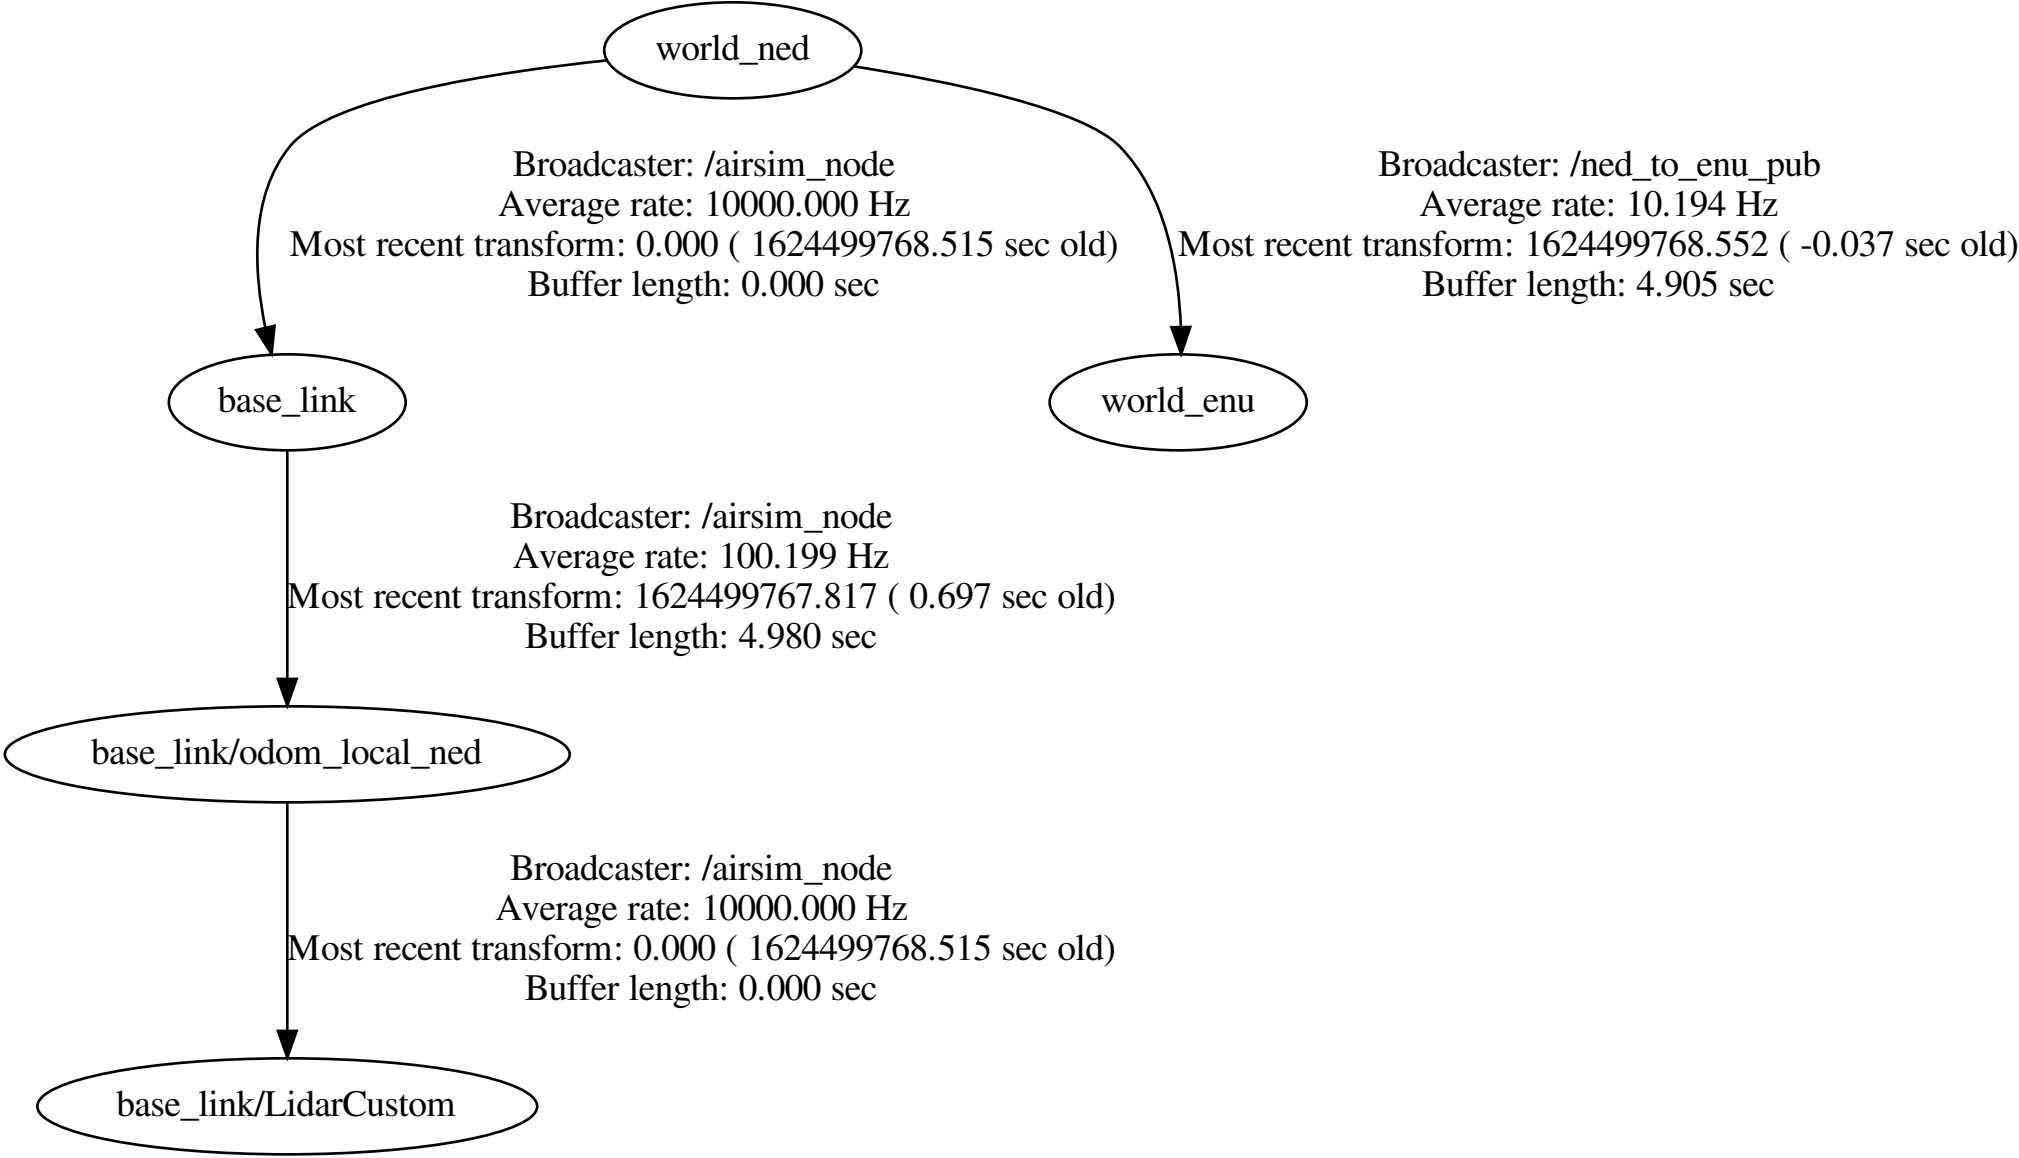 world_ned
Broadcaster: /airsim_node
Average rate: 10000.000 Hz
Most recent transform: 0.000 ( 1624499768.515 sec old)
Buffer length: 0.000 sec
Broadcaster: /ned_to_enu_pub
Average rate: 10.194 Hz
Most recent transform: 1624499768.552 ( -0.037 sec old)
Buffer length: 4.905 sec
base_link
world_enu
Broadcaster: /airsim_node
Average rate: 100.199 Hz
Most recent transform: 1624499767.817 ( 0.697 sec old)
Buffer length: 4.980 sec
base_link/odom_local_ned
Broadcaster: /airsim_node
Average rate: 10000.000 Hz
Most recent transform: 0.000 ( 1624499768.515 sec old)
Buffer length: 0.000 sec
base_link/LidarCustom